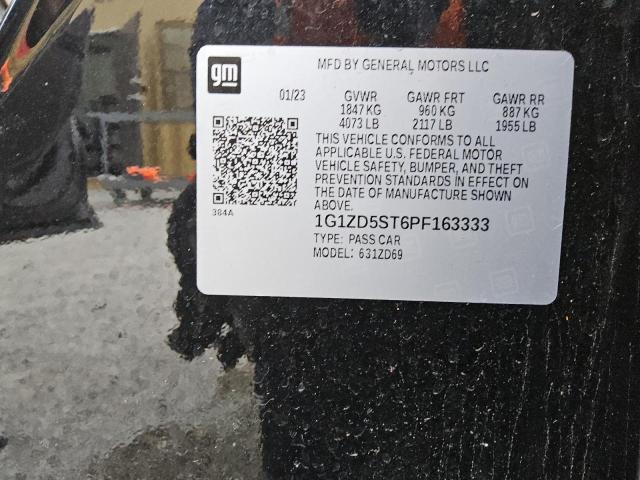 gm
MFD BY GENERAL MOTORS LLC
01/23 GVWR GAWR FRT GAWR RR
1847 KG 960 KG 887 KG
4073 LB 2117 LB 1955 LB
THIS VEHICLE CONFORMS TO ALL
APPLICABLE U.S. FEDERAL MOTOR
VEHICLE SAFETY, BUMPER, AND THEFT
PREVENTION STANDARDS IN EFFECT ON
THE DATE OF MANUFACTURE SHOWN
ABOVE.
384A
1G1ZD5ST6PF163333
TYPE: PASS CAR
MODEL: 631ZD69